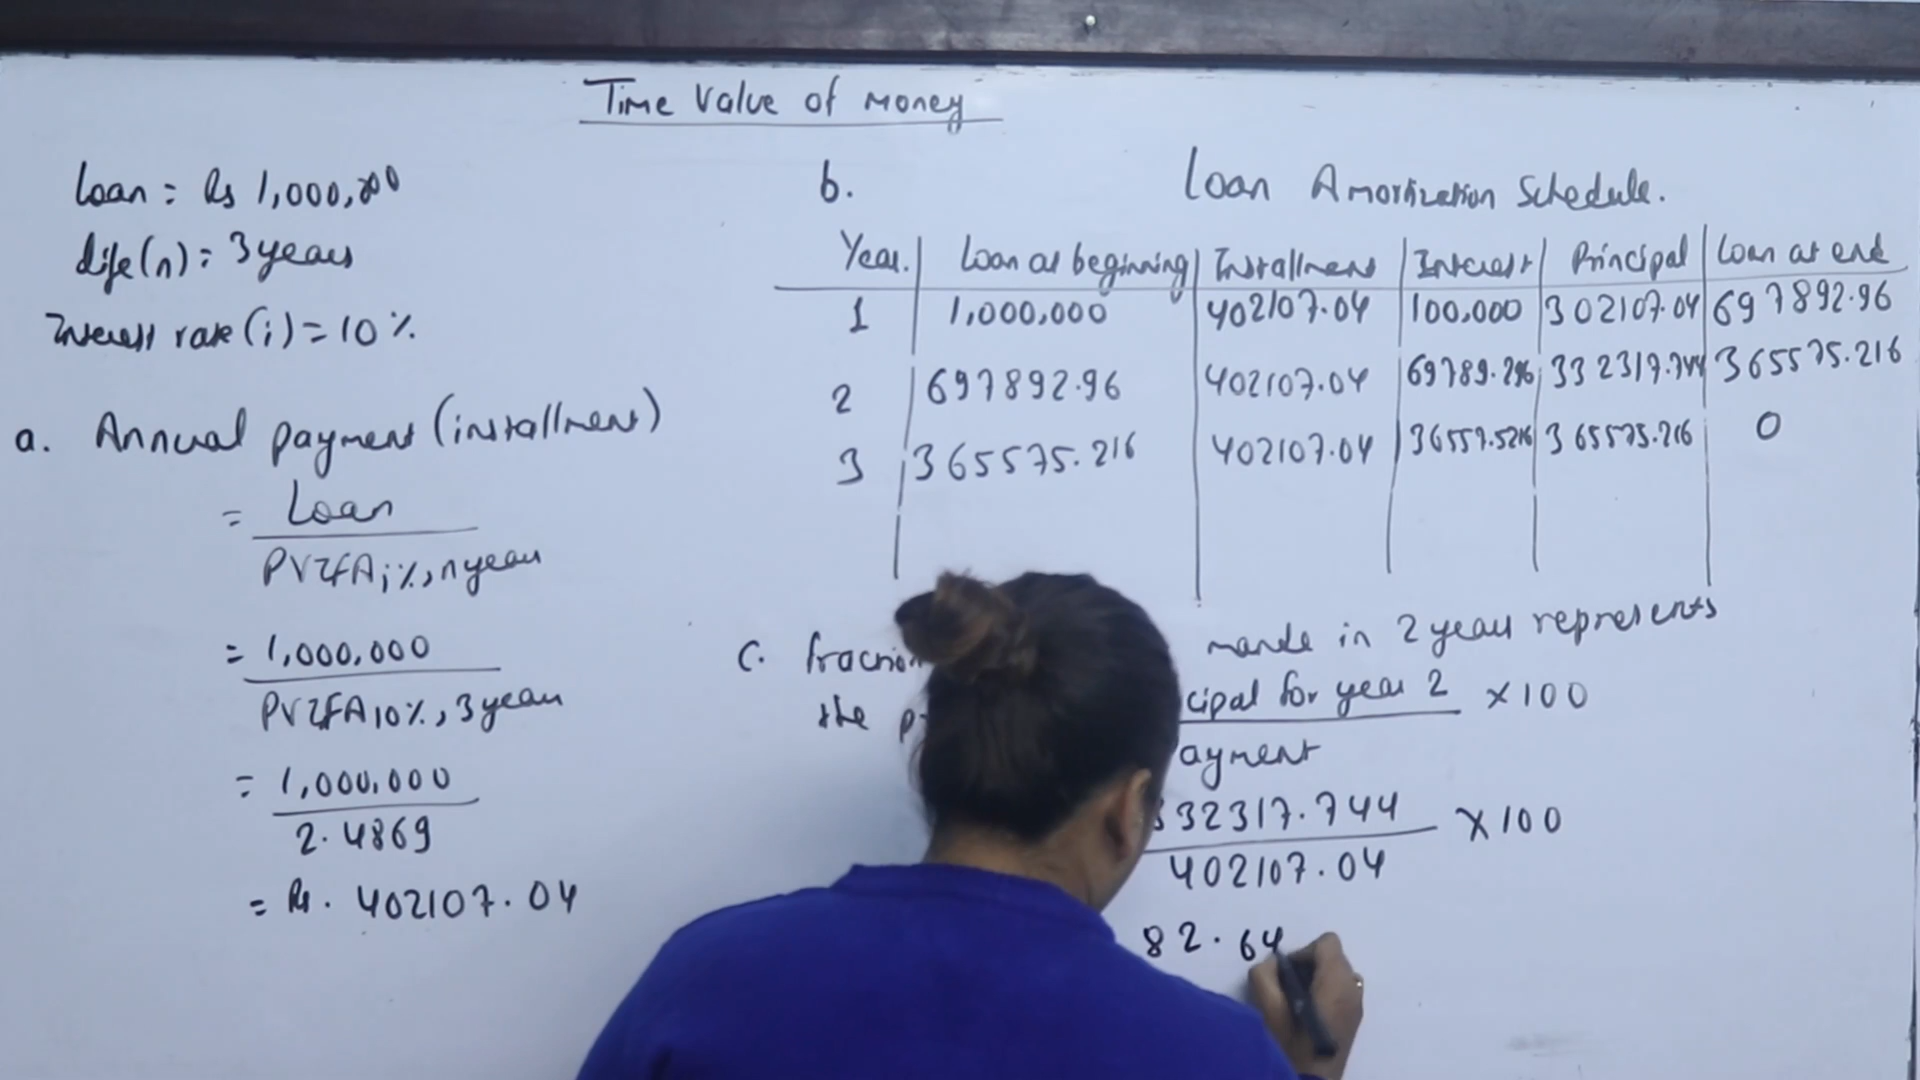 Time Value of money
Loan = Rs 1,000,000
life(n) = 3 years
Interest rate (i) = 10%
a. Annual payment (installment)
= Loan
PVIFA i%, n year
= 1,000,000
PVIFA 10%, 3 year
= 1,000,000
2.4869
= Rs. 402107.04
b. Loan Amortization Schedule.
Year. Loan at beginning Installment Interest Principal Loan at end
1 1,000,000 402107.04 100,000 302107.04 697892.96
2 697892.96 402107.04 69789.296 332317.744 365575.216
3 365575.216 402107.04 36557.5216 365575.216 0
c. fraction made in 2 year represents
the cipal for year 2 × 100
ayment
332317.744 × 100
402107.04
82.64